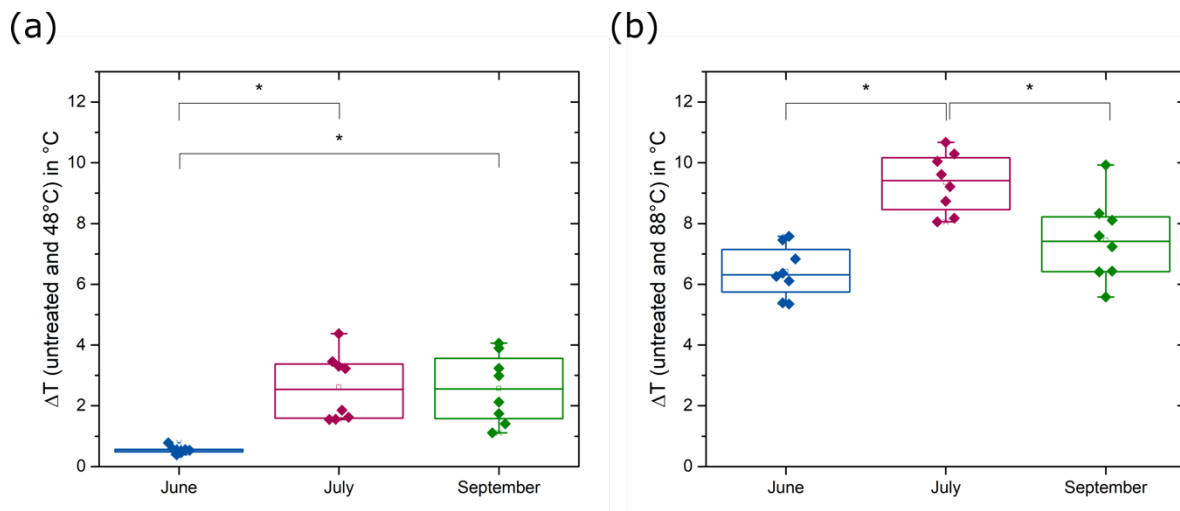 (a)
ΔT (untreated and 48°C) in °C
12
10
8
6
4
2
0
*
*
June July September
(b)
ΔT (untreated and 88°C) in °C
12
10
8
6
4
2
0
* *
June July September